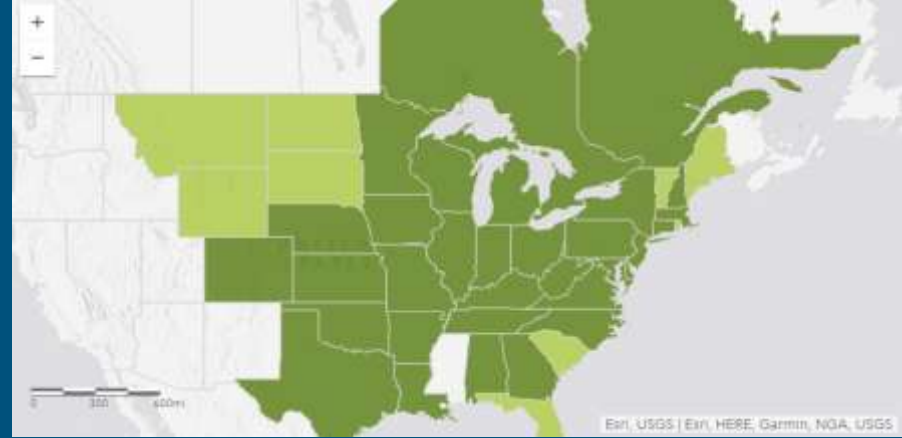 +
−
0 300 600mi
Esri, USGS | Esri, HERE, Garmin, NGA, USGS